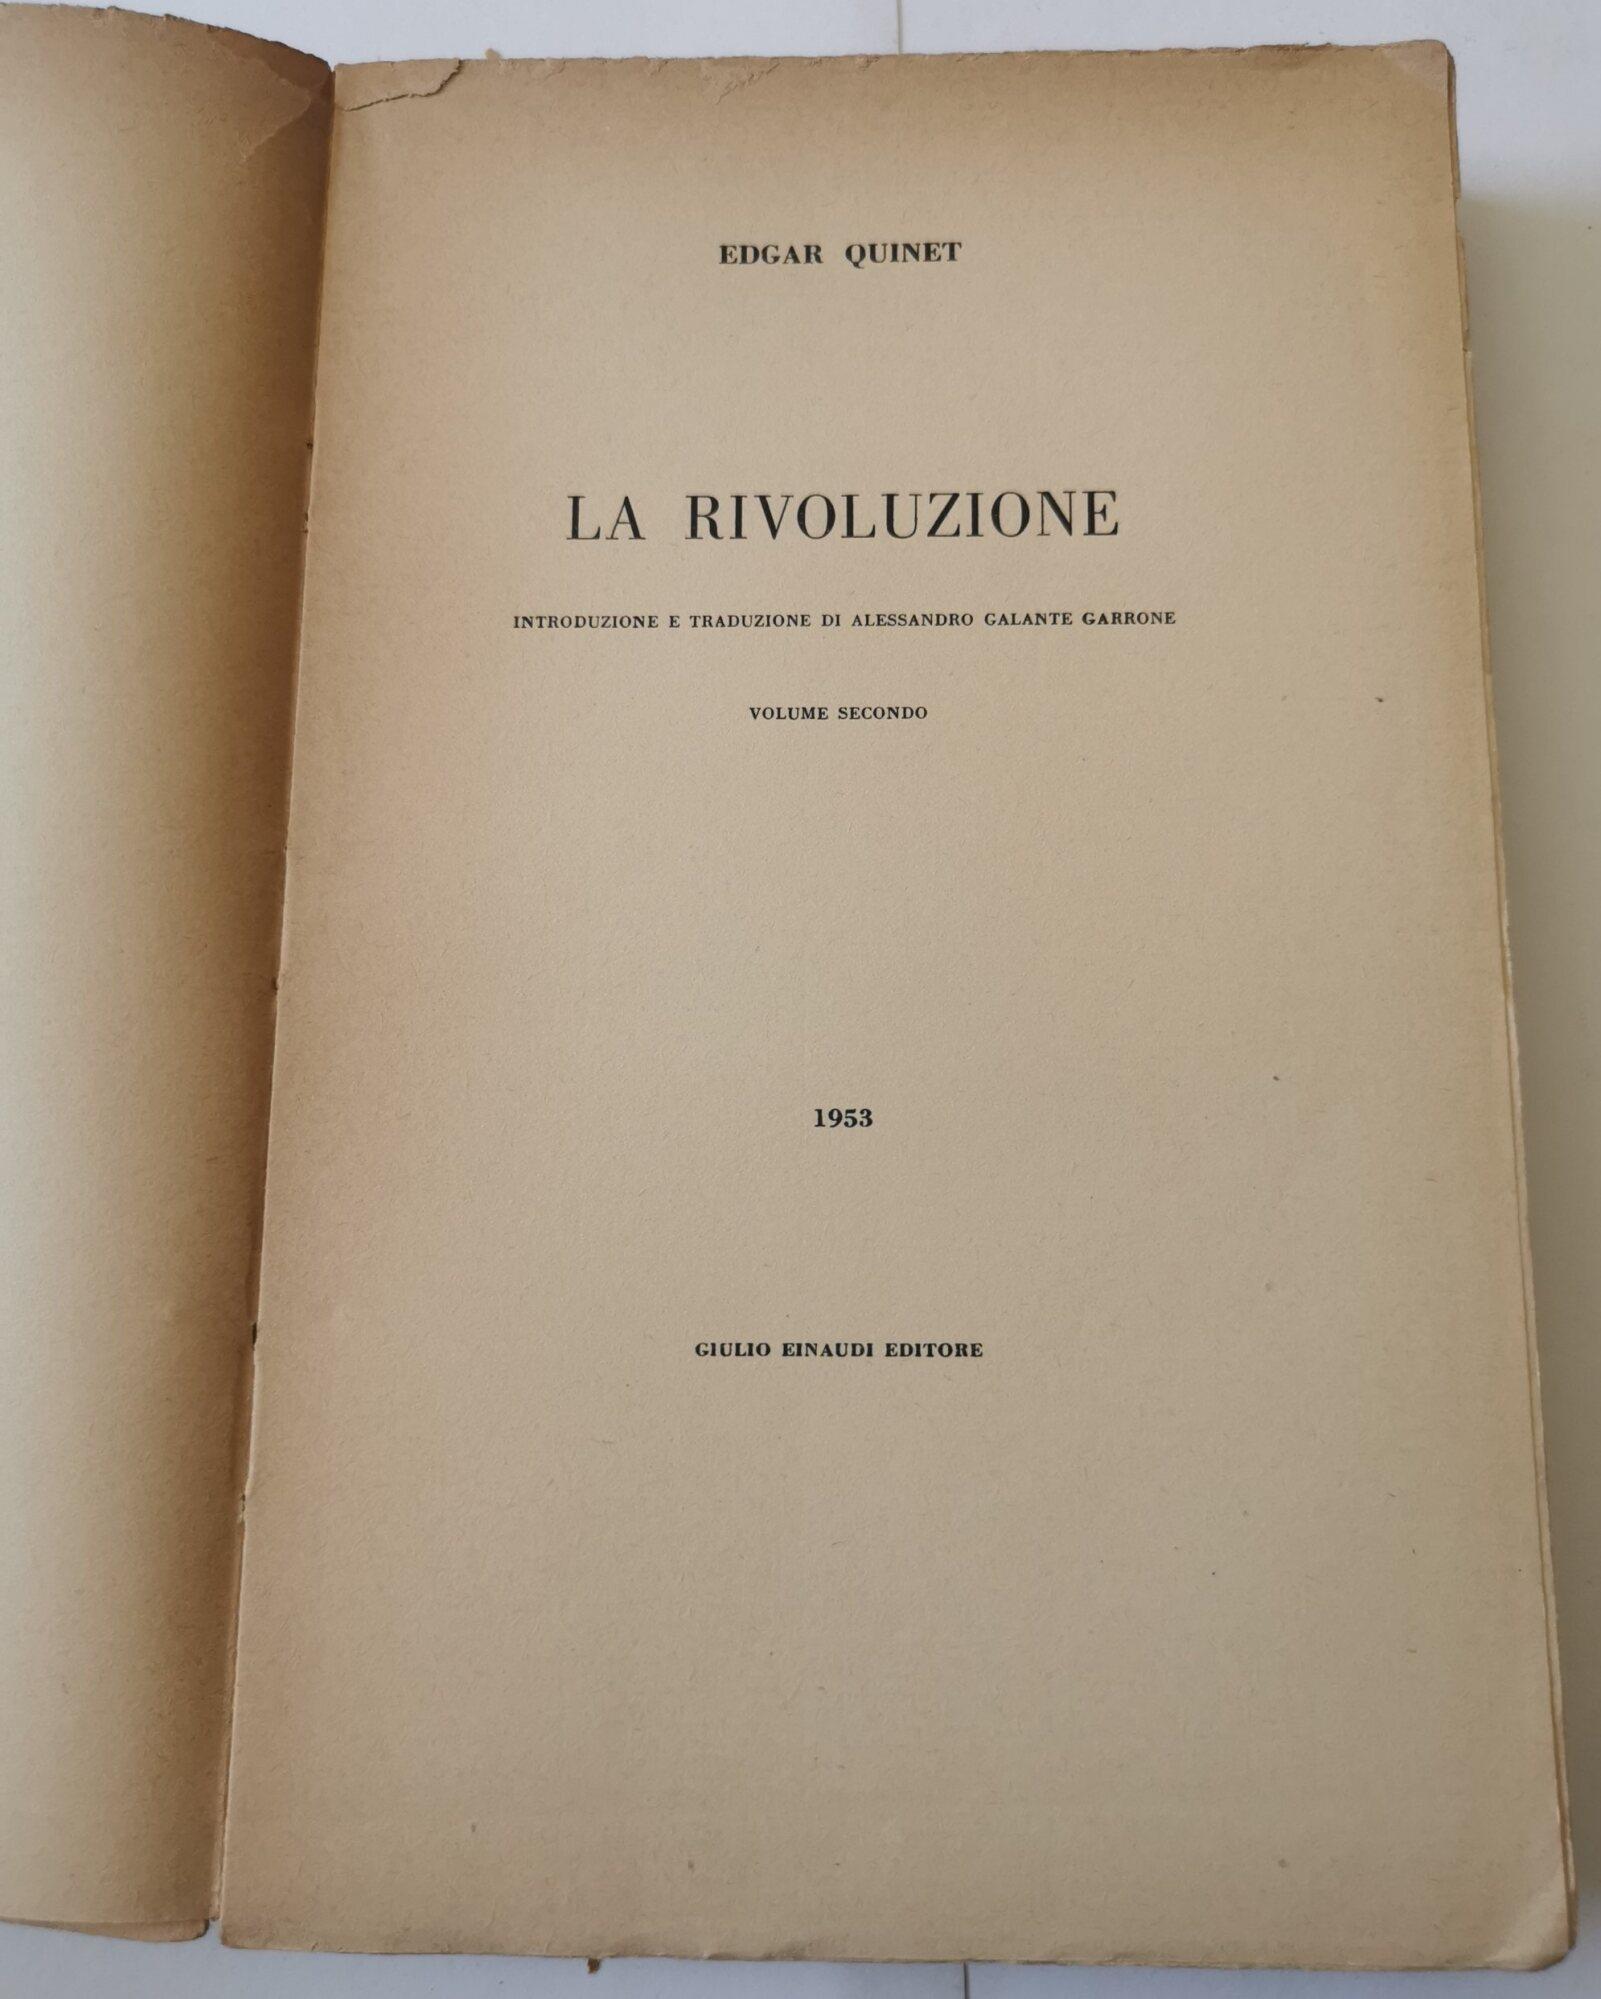 EDGAR QUINET
LA RIVOLUZIONE
INTRODUZIONE E TRADUZIONE DI ALESSANDRO GALANTE GARRONE
VOLUME SECONDO
1953
GIULIO EINAUDI EDITORE